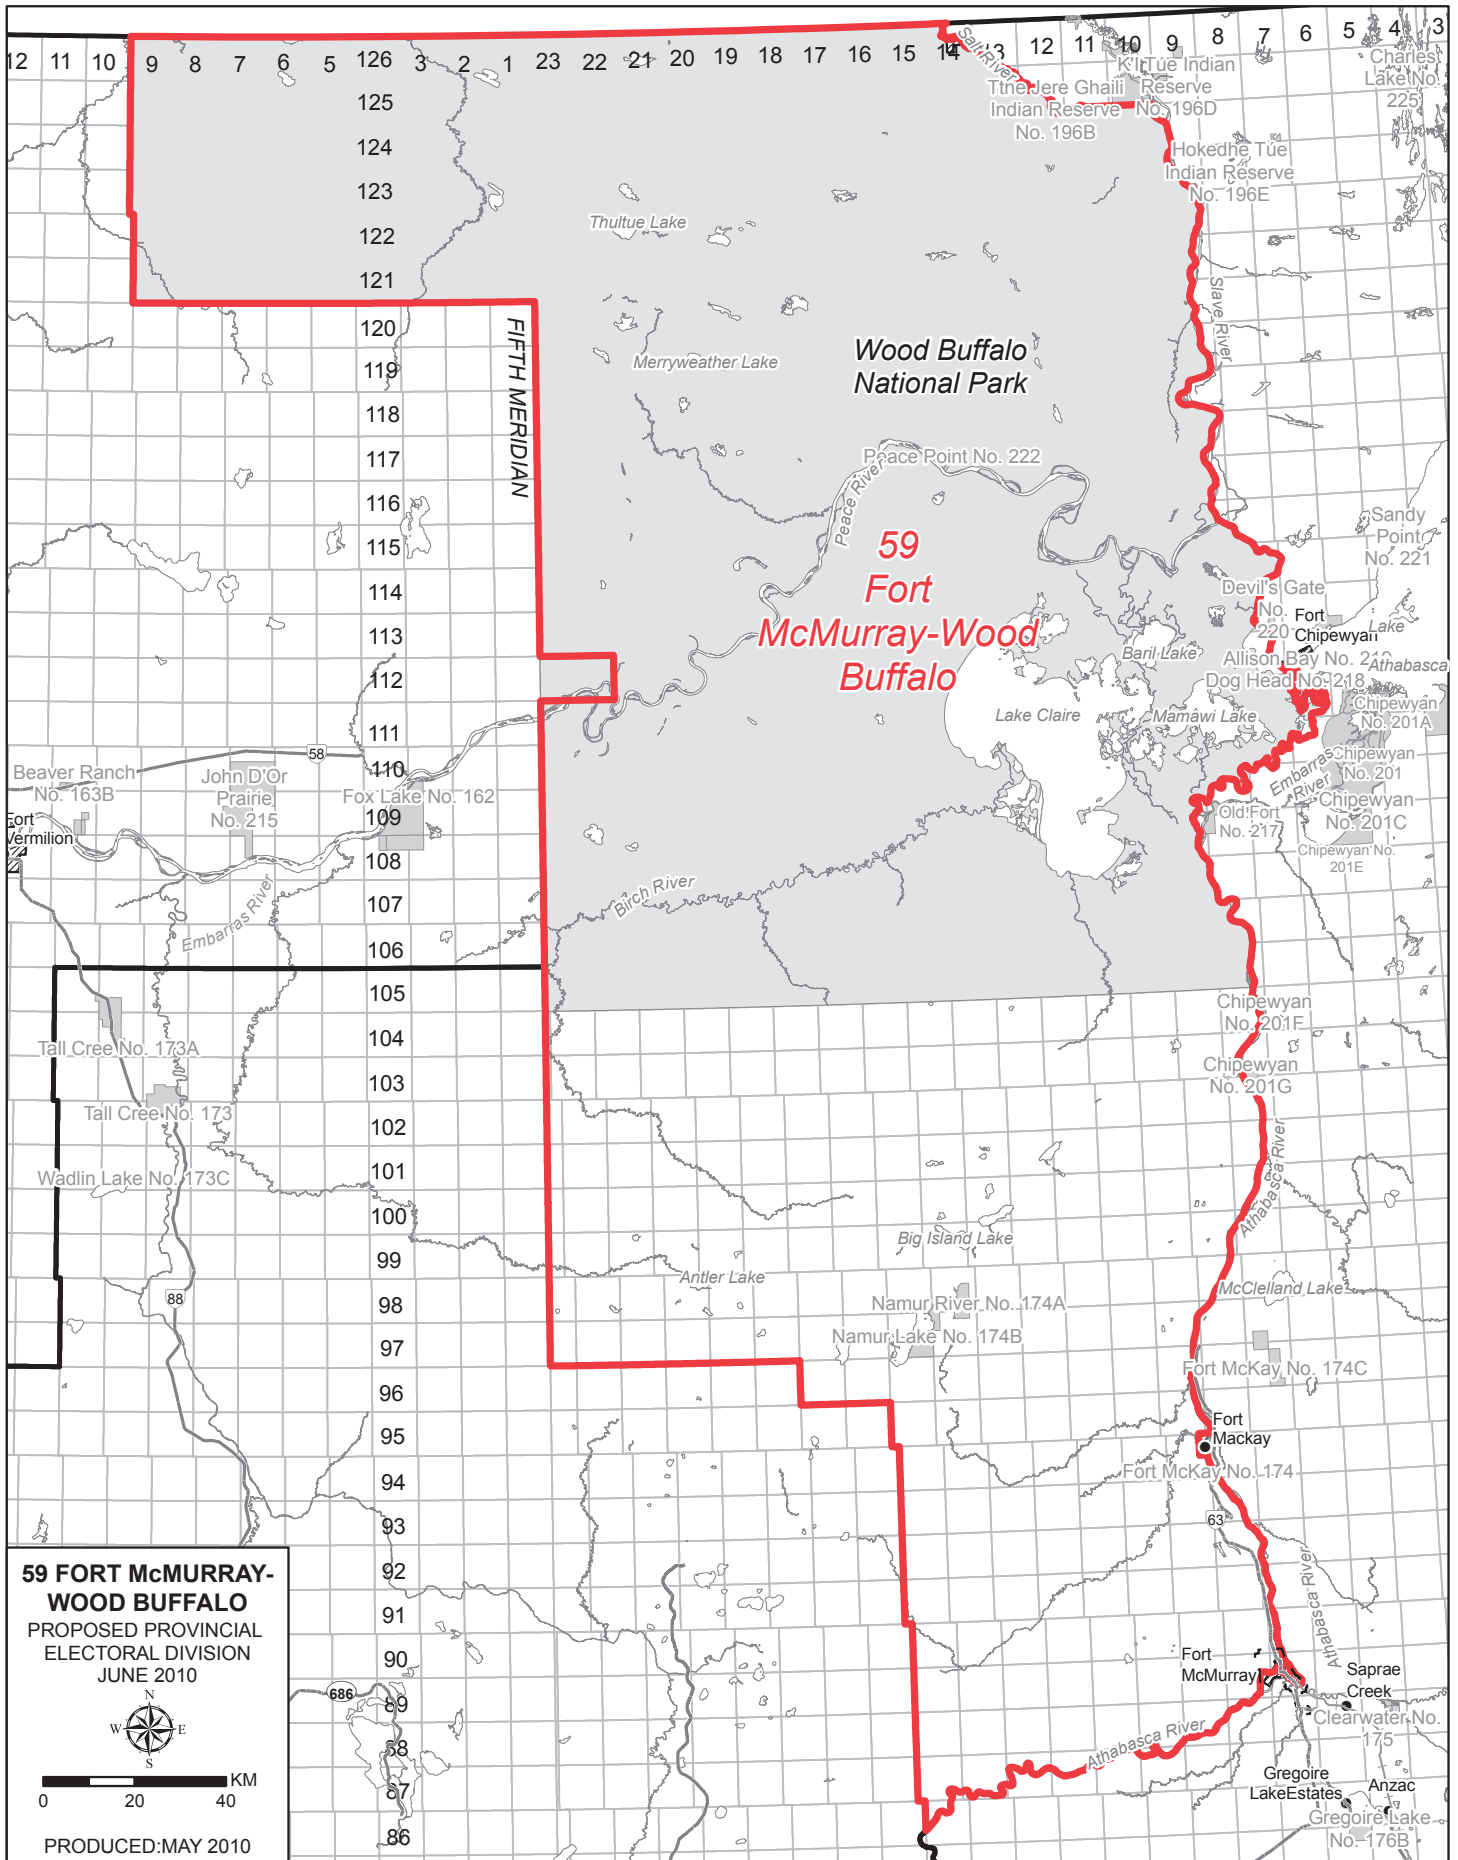 12 11 10 9 8 7 6 5 126 3 2 1 23 22 21 20 19 18 17 16 15 14 13 12 11 10 9 8 7 6 5 4 3
Salt River
K'I Túe Indian
Reserve
No. 196D
Charles
Lake No.
225
Ttne Jere Ghaili
Indian Reserve
No. 196B
125
124
Hokedhe Túe
Indian Reserve
No. 196E
123
Thultue Lake
122
121
Slave River
120
FIFTH MERIDIAN
Wood Buffalo
National Park
Merryweather Lake
119
118
117
Peace Point No. 222
Peace River
116
Sandy
Point
No. 221
115
59
Fort
McMurray-Wood
Buffalo
114
Devil's Gate
No.
220
Fort
Chipewyan
Lake
Athabasca
113
Baril Lake
Allison Bay No. 219
Dog Head No. 218
112
Lake Claire
Mamawi Lake
Chipewyan
No. 201A
111
58
110
Chipewyan
No. 201
Embarras
River
Beaver Ranch
No. 163B
John D'Or
Prairie
No. 215
Fox Lake No. 162
109
Old Fort
No. 217
Chipewyan
No. 201C
Fort
Vermilion
Chipewyan No.
201E
108
107
Birch River
Embarras River
106
105
Chipewyan
No. 201F
104
Tall Cree No. 173A
103
Chipewyan
No. 201G
Tall Cree No. 173
102
101
Wadlin Lake No. 173C
100
Athabasca River
Big Island Lake
99
Antler Lake
McClelland Lake
88
98
Namur River No. 174A
97
Namur Lake No. 174B
96
Fort McKay No. 174C
95
Fort
Mackay
94
Fort McKay No. 174
93
63
92
91
Athabasca River
90
Fort
McMurray
Saprae
Creek
686
89
Clearwater No.
175
88
Athabasca River
87
Gregoire
LakeEstates
Anzac
86
Gregoire Lake
No. 176B
59 FORT McMURRAY-
WOOD BUFFALO
PROPOSED PROVINCIAL
ELECTORAL DIVISION
JUNE 2010
N
W E
S
KM
0 20 40
PRODUCED:MAY 2010